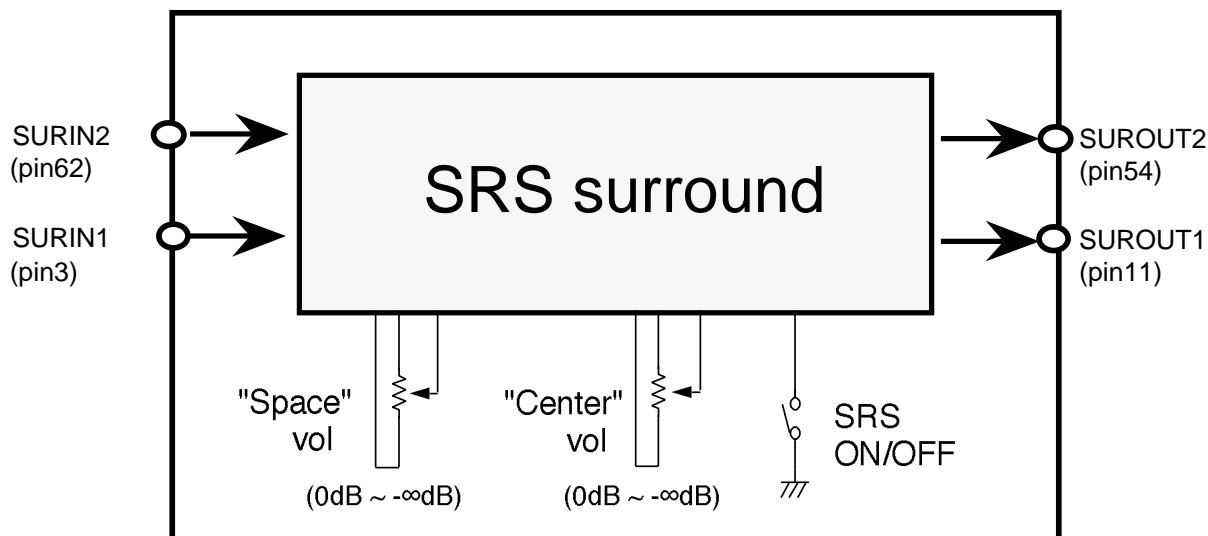 SURIN2
(pin62)
SURIN1
(pin3)
SRS surround
SUROUT2
(pin54)
SUROUT1
(pin11)
"Space"
vol
(0dB ~ -∞dB)
"Center"
vol
(0dB ~ -∞dB)
SRS
ON/OFF